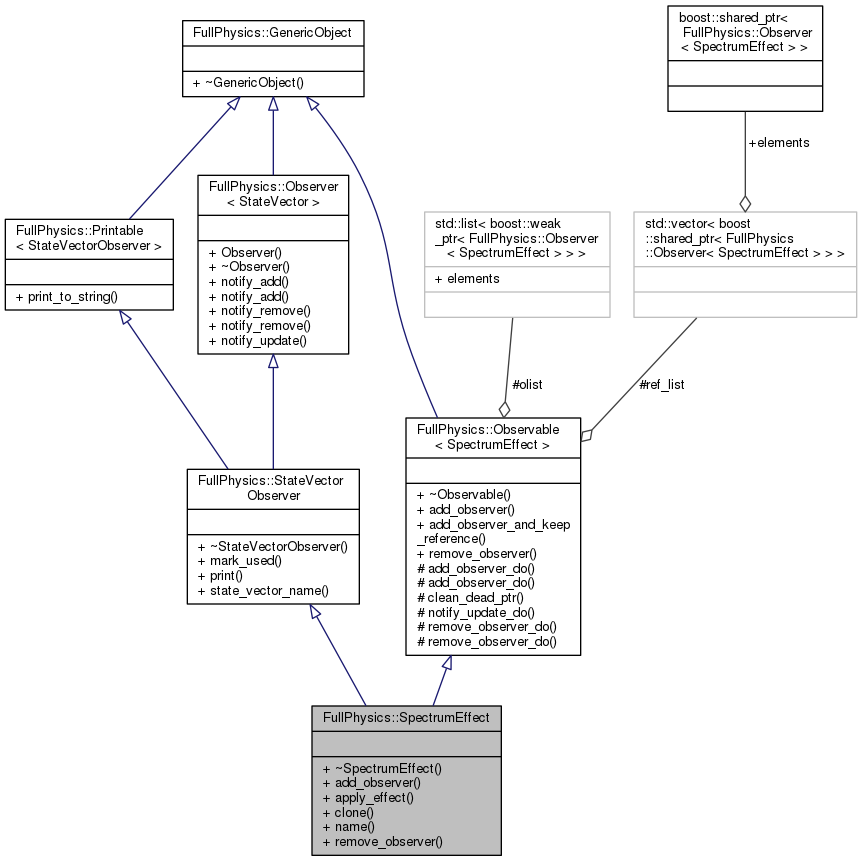 FullPhysics::GenericObject
+ ~GenericObject()
boost::shared_ptr<
FullPhysics::Observer
< SpectrumEffect > >
+elements
FullPhysics::Printable
< StateVectorObserver >
+ print_to_string()
FullPhysics::Observer
< StateVector >
+ Observer()
+ ~Observer()
+ notify_add()
+ notify_add()
+ notify_remove()
+ notify_remove()
+ notify_update()
std::list< boost::weak
_ptr< FullPhysics::Observer
< SpectrumEffect > > >
+ elements
std::vector< boost
::shared_ptr< FullPhysics
::Observer< SpectrumEffect > > >
#olist
#ref_list
FullPhysics::StateVector
Observer
+ ~StateVectorObserver()
+ mark_used()
+ print()
+ state_vector_name()
FullPhysics::Observable
< SpectrumEffect >
+ ~Observable()
+ add_observer()
+ add_observer_and_keep
_reference()
+ remove_observer()
# add_observer_do()
# add_observer_do()
# clean_dead_ptr()
# notify_update_do()
# remove_observer_do()
# remove_observer_do()
FullPhysics::SpectrumEffect
+ ~SpectrumEffect()
+ add_observer()
+ apply_effect()
+ clone()
+ name()
+ remove_observer()